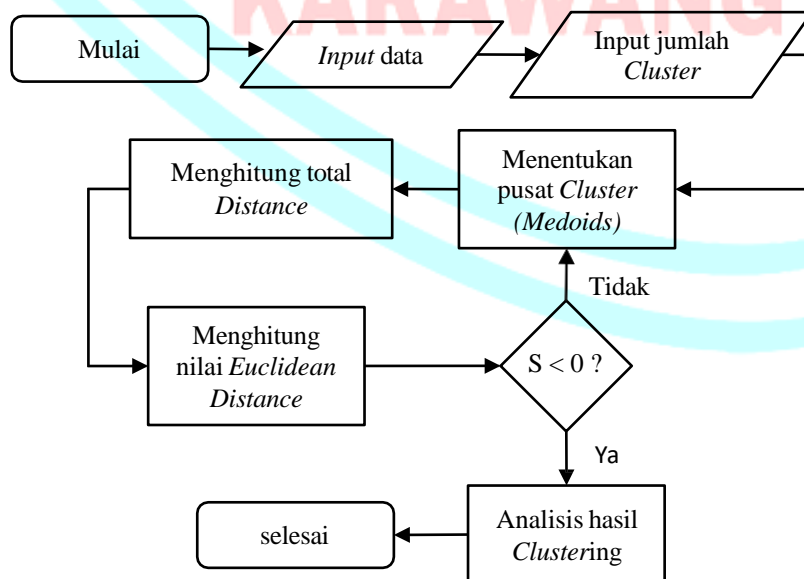 KARAWANG
Mulai
Input data
Input jumlah
Cluster
Menghitung total
Distance
Menentukan
pusat Cluster
(Medoids)
Tidak
Menghitung
nilai Euclidean
Distance
S < 0 ?
Ya
selesai
Analisis hasil
Clustering